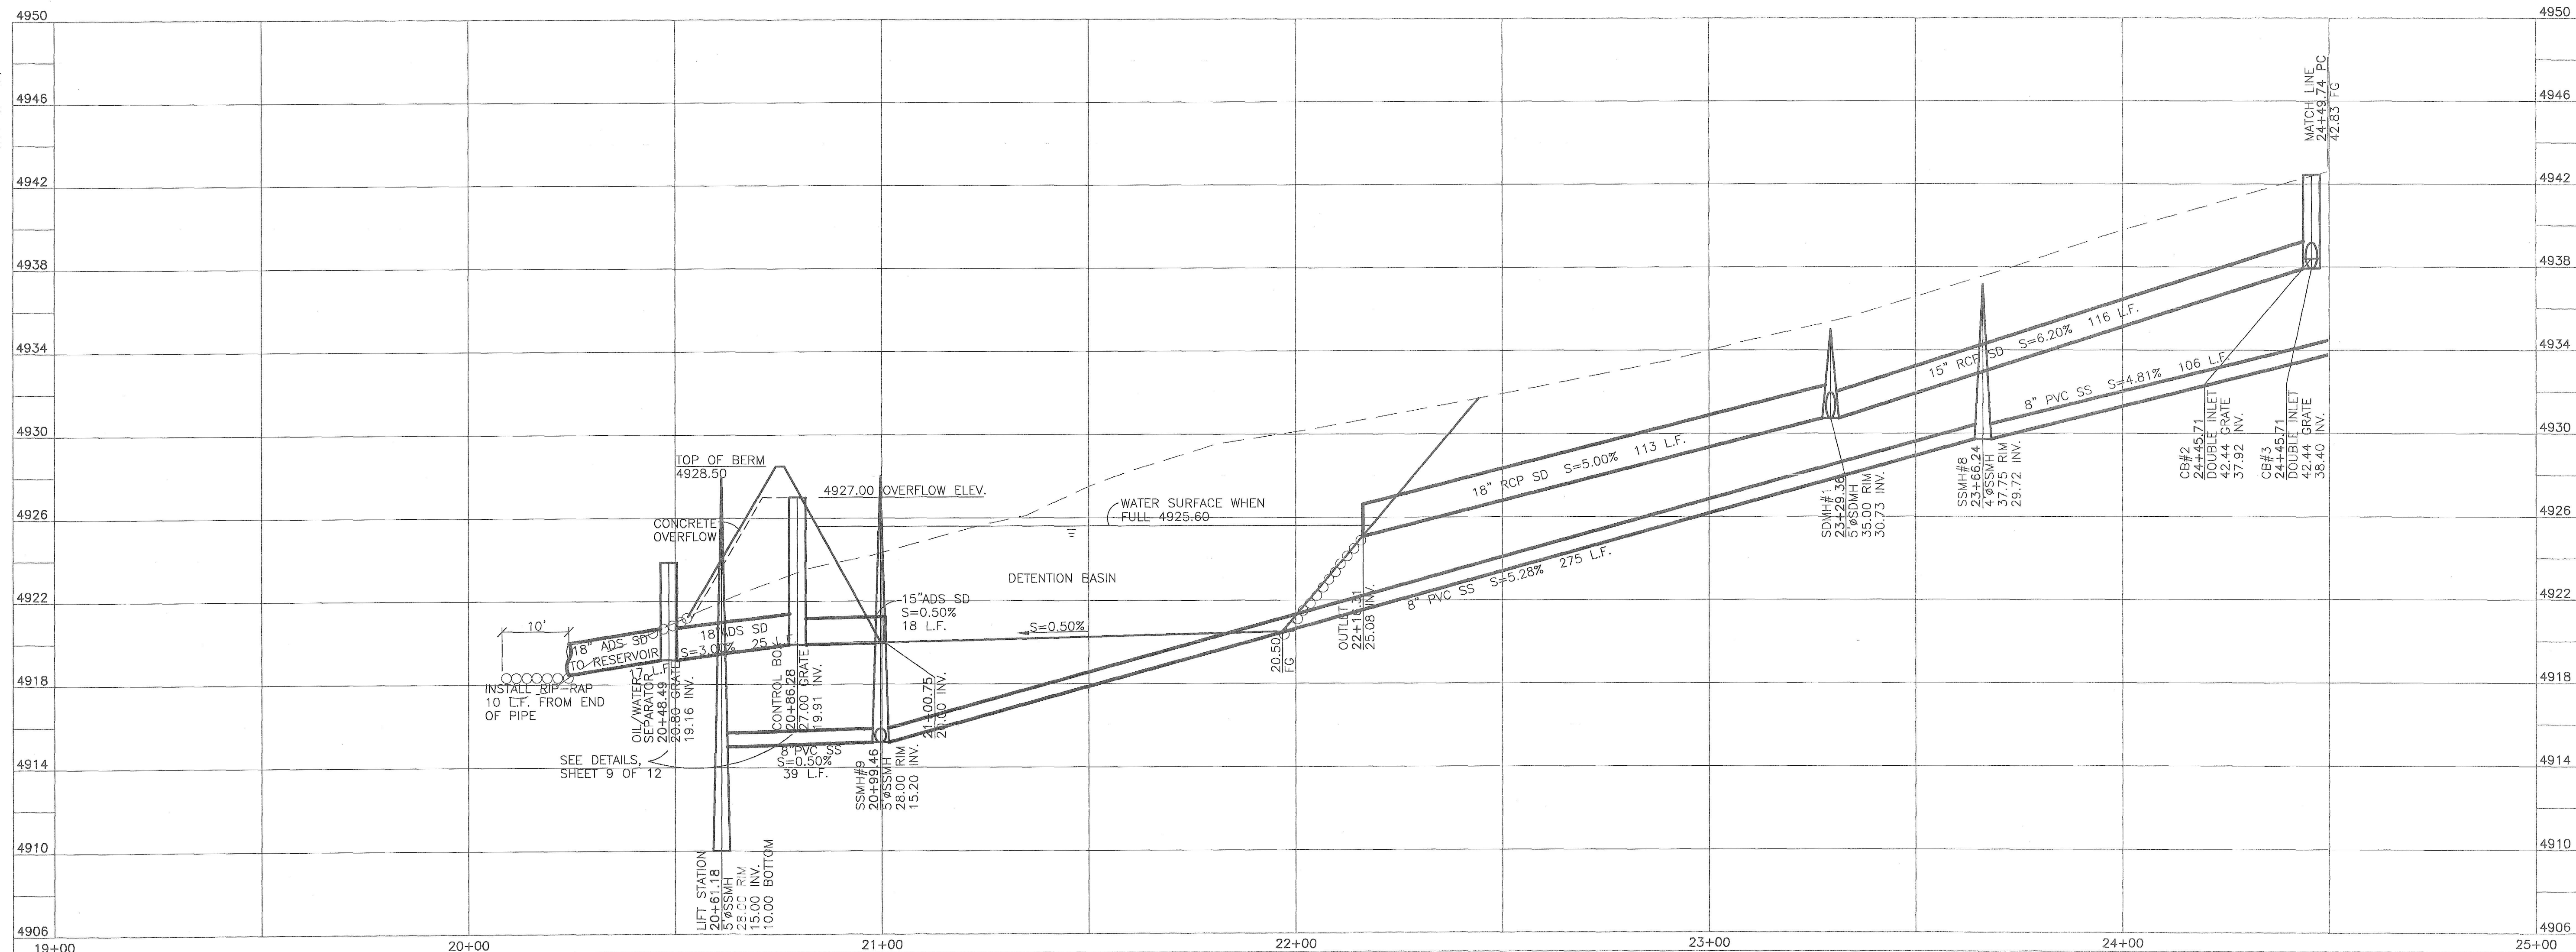 4950
4946
4942
4938
4934
4930
4926
4922
4918
4914
4910
4906
19+00
20+00
21+00
22+00
23+00
24+00
25+00
4950
4946
4942
4938
4934
4930
4926
4922
4918
4914
4910
4906
10'
INSTALL RIP-RAP
10 L.F. FROM END
OF PIPE
18" ADS SD
TO RESERVOIR
17 L.F.
OIL/WATER
SEPARATOR
20+48.49
20.80 GRATE
19.16 INV.
SEE DETAILS,
SHEET 9 OF 12
18" ADS SD
S=3.00% 25 L.F.
LIFT STATION
20+61.18
5'øSSMH
28.00 RIM
15.00 INV.
10.00 BOTTOM
TOP OF BERM
4928.50
CONCRETE
OVERFLOW
4927.00 OVERFLOW ELEV.
CONTROL BOX
20+86.28
27.00 GRATE
19.91 INV.
8"PVC SS
S=0.50%
39 L.F.
SSMH#9
20+99.46
5'øSSMH
28.00 RIM
15.20 INV.
15"ADS SD
S=0.50%
18 L.F.
21+00.75
20.00 INV.
DETENTION BASIN
WATER SURFACE WHEN
FULL 4925.60
S=0.50%
20.50
FG
OUTLET
22+16.31
25.08 INV.
8" PVC SS S=5.28% 275 L.F.
18" RCP SD S=5.00% 113 L.F.
SDMH#1
23+29.36
5'øSDMH
35.00 RIM
30.73 INV.
SSMH#8
23+66.24
4'øSSMH
37.75 RIM
29.72 INV.
15" RCP SD S=6.20% 116 L.F.
8" PVC SS S=4.81% 106 L.F.
CB#2
24+45.71
DOUBLE INLET
42.44 GRATE
37.92 INV.
CB#3
24+45.71
DOUBLE INLET
42.44 GRATE
38.40 INV.
MATCH LINE
24+49.74 PC
42.83 FG